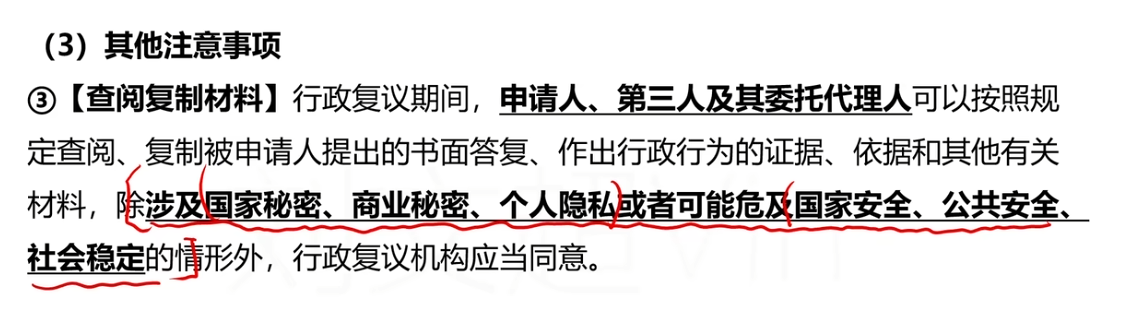 （3）其他注意事项
③【查阅复制材料】行政复议期间，申请人、第三人及其委托代理人可以按照规
定查阅、复制被申请人提出的书面答复、作出行政行为的证据、依据和其他有关
材料，除涉及国家秘密、商业秘密、个人隐私或者可能危及国家安全、公共安全、
社会稳定的情形外，行政复议机构应当同意。